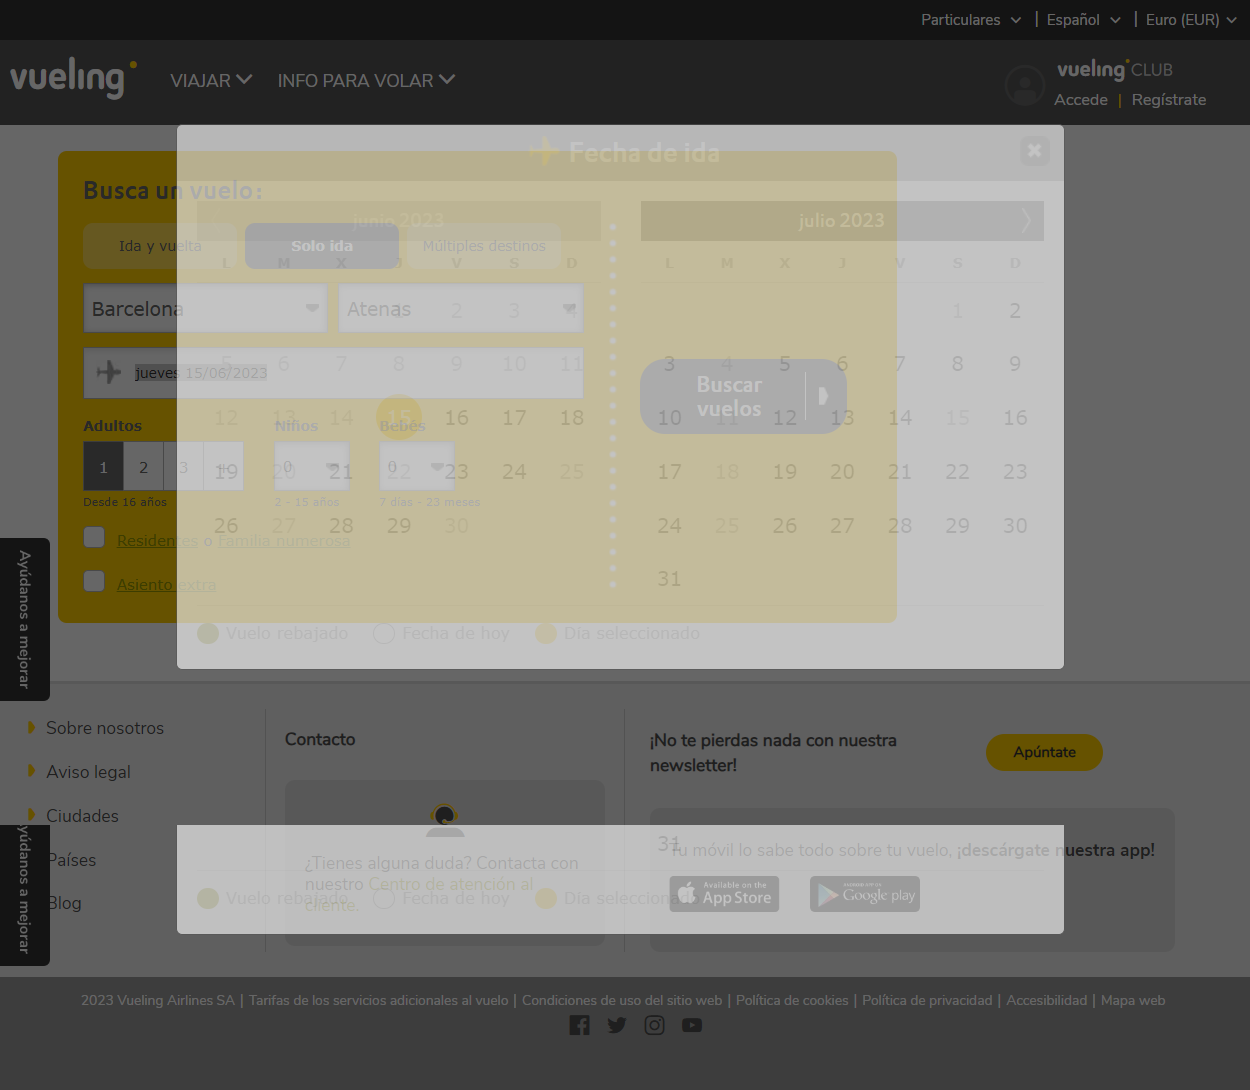 Particulares | Español | Euro (EUR)
vueling
VIAJAR
INFO PARA VOLAR
vueling CLUB
Accede | Regístrate
Fecha de ida
Busca un vuelo:
junio 2023
julio 2023
Ida y vuelta
Solo ida
Múltiples destinos
L M X J V S D
L M X J V S D
Barcelona
Atenas
1 2 3 4
1 2
5 6 7 8 9 10 11
3 4 5 6 7 8 9
jueves 15/06/2023
Buscar
vuelos
12 13 14 15 16 17 18
10 11 12 13 14 15 16
Adultos
Niños
Bebés
1 2 3 +
0
0
19 20 21 22 23 24 25
17 18 19 20 21 22 23
Desde 16 años
2 - 15 años
7 días - 23 meses
26 27 28 29 30
24 25 26 27 28 29 30
Residentes o Familia numerosa
31
Asiento extra
Vuelo rebajado
Fecha de hoy
Día seleccionado
Ayúdanos a mejorar
Sobre nosotros
Aviso legal
Ciudades
Países
Blog
yúdanos a mejorar
Contacto
¿Tienes alguna duda? Contacta con
nuestro Centro de atención al
cliente.
¡No te pierdas nada con nuestra
newsletter!
Apúntate
31
Tu móvil lo sabe todo sobre tu vuelo, ¡descárgate nuestra app!
Available on the
App Store
Google play
Vuelo rebajado
Fecha de hoy
Día seleccionado
2023 Vueling Airlines SA | Tarifas de los servicios adicionales al vuelo | Condiciones de uso del sitio web | Política de cookies | Política de privacidad | Accesibilidad | Mapa web